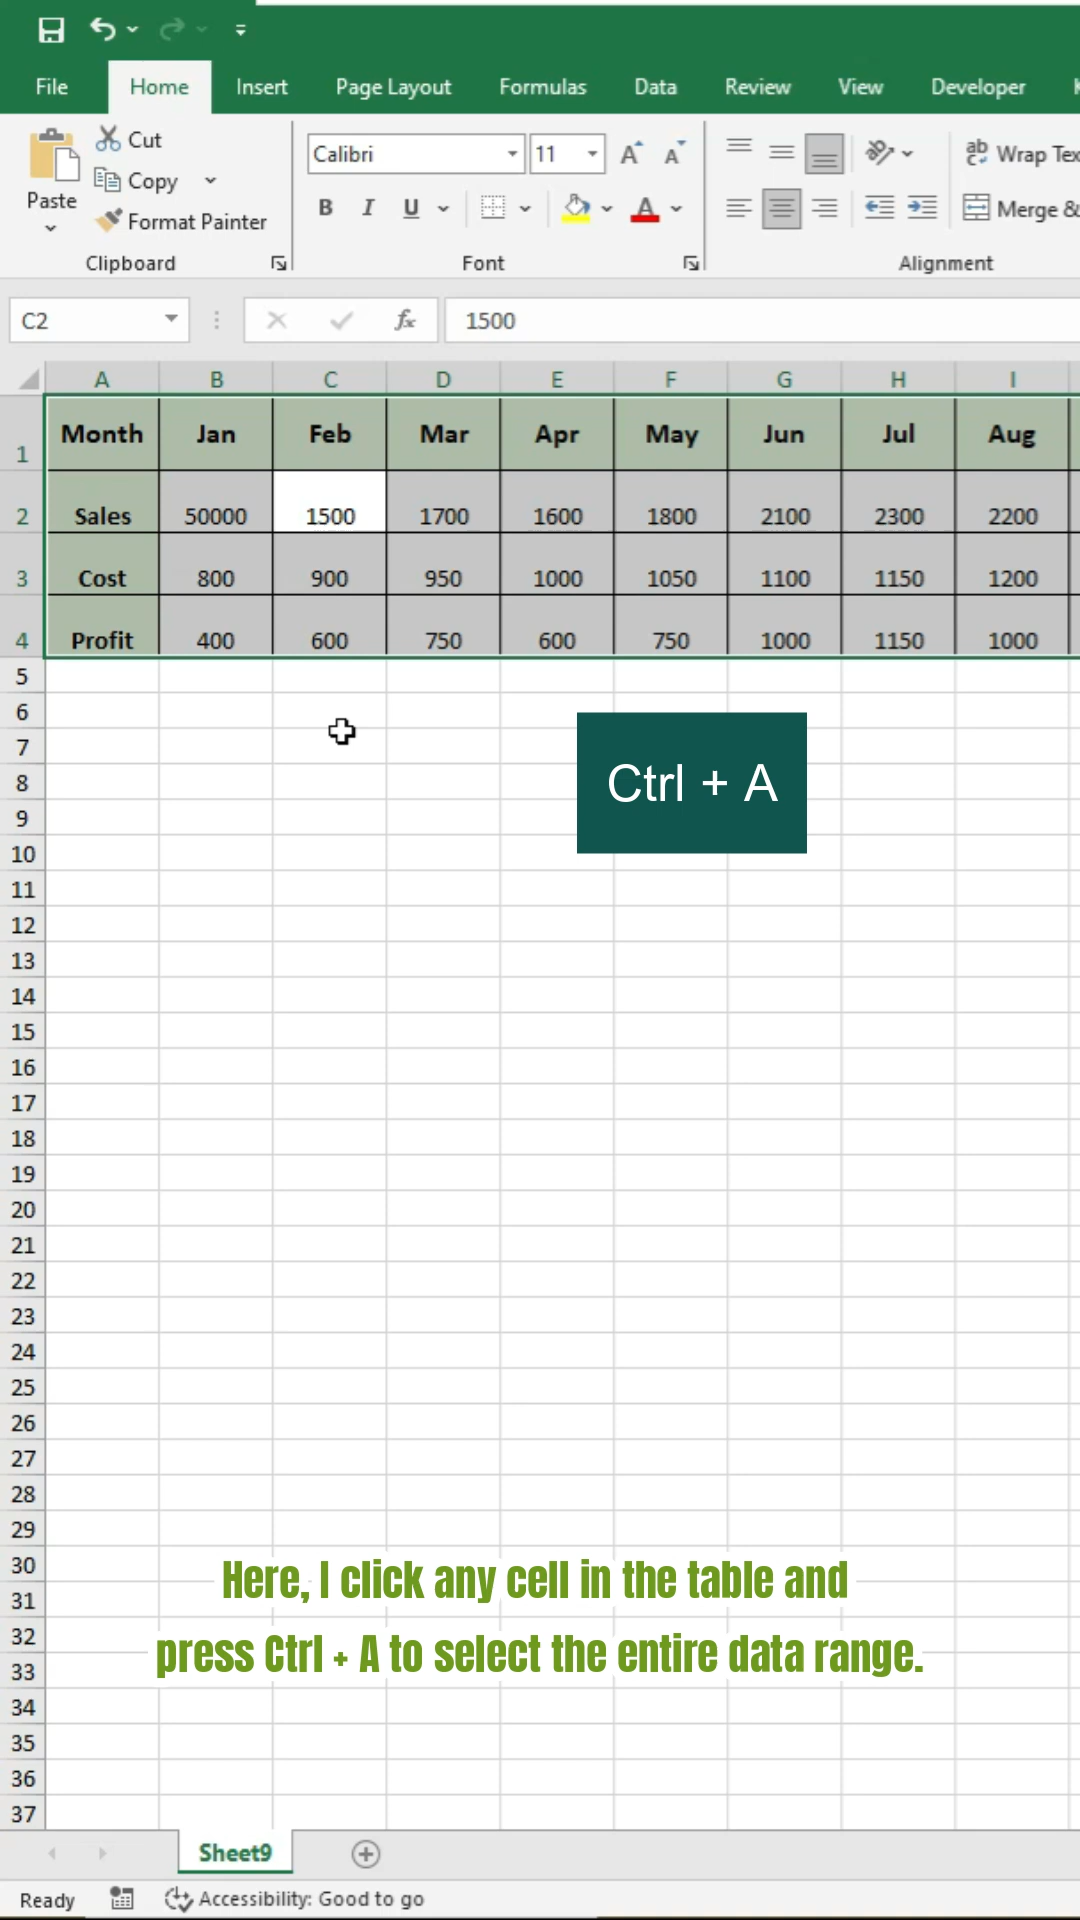 File Home Insert Page Layout Formulas Data Review View Developer
Cut
Copy
Paste
Format Painter
Clipboard
Calibri 11
B I U
Font
Wrap Tex
Merge &
Alignment
C2 fx 1500
A B C D E F G H I
1 Month Jan Feb Mar Apr May Jun Jul Aug
2 Sales 50000 1500 1700 1600 1800 2100 2300 2200
3 Cost 800 900 950 1000 1050 1100 1150 1200
4 Profit 400 600 750 600 750 1000 1150 1000
5
6
7
Ctrl + A
8
9
10
11
12
13
14
15
16
17
18
19
20
21
22
23
24
25
26
27
28
29
30
Here, I click any cell in the table and
31
32
press Ctrl + A to select the entire data range.
33
34
35
36
37
Sheet9
Ready Accessibility: Good to go